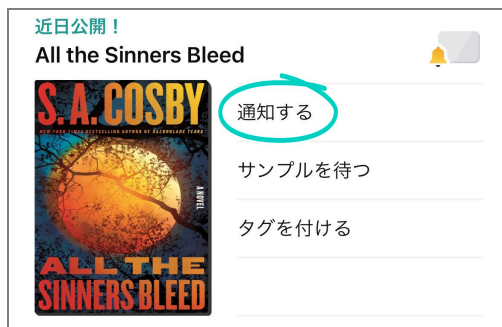 近日公開！
All the Sinners Bleed
S.A. COSBY
NEW YORK TIMES BESTSELLING AUTHOR OF RAZORBLADE TEARS
A NOVEL
ALL THE
SINNERS BLEED
通知する
サンプルを待つ
タグを付ける